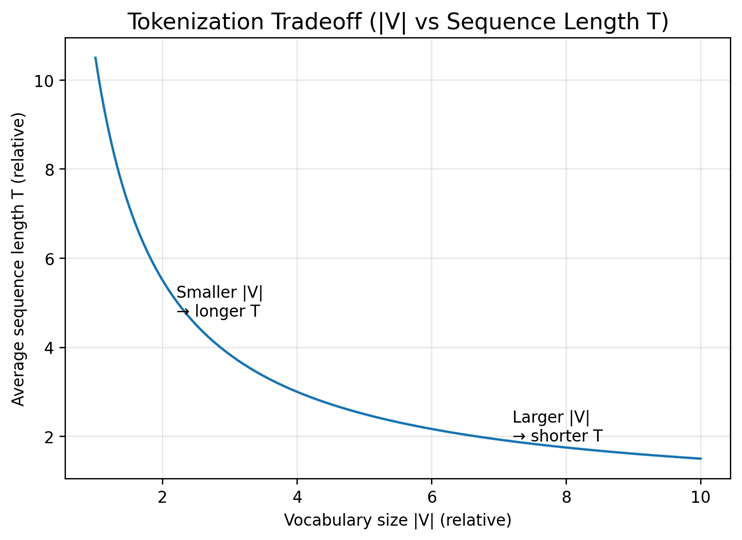 Tokenization Tradeoff (|V| vs Sequence Length T)
Average sequence length T (relative)
10
8
6
4
2
Smaller |V|
→ longer T
Larger |V|
→ shorter T
2 4 6 8 10
Vocabulary size |V| (relative)